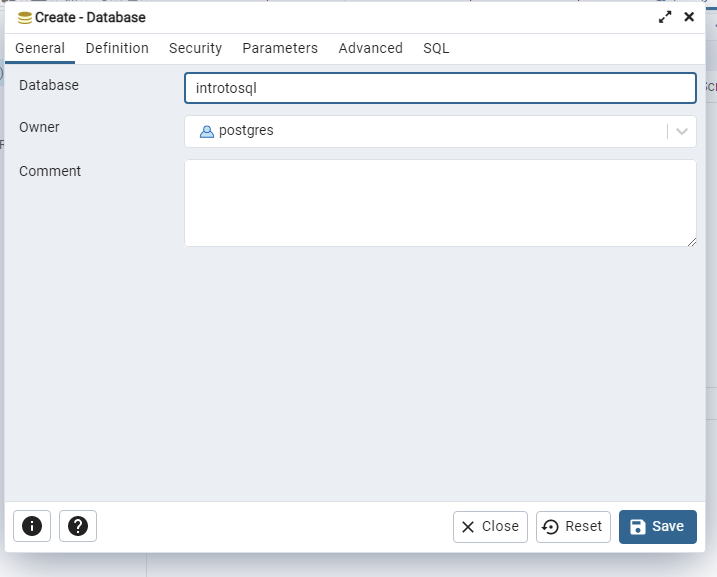 Create - Database
General Definition Security Parameters Advanced SQL
Database introtosql
Owner postgres
Comment
Close Reset Save